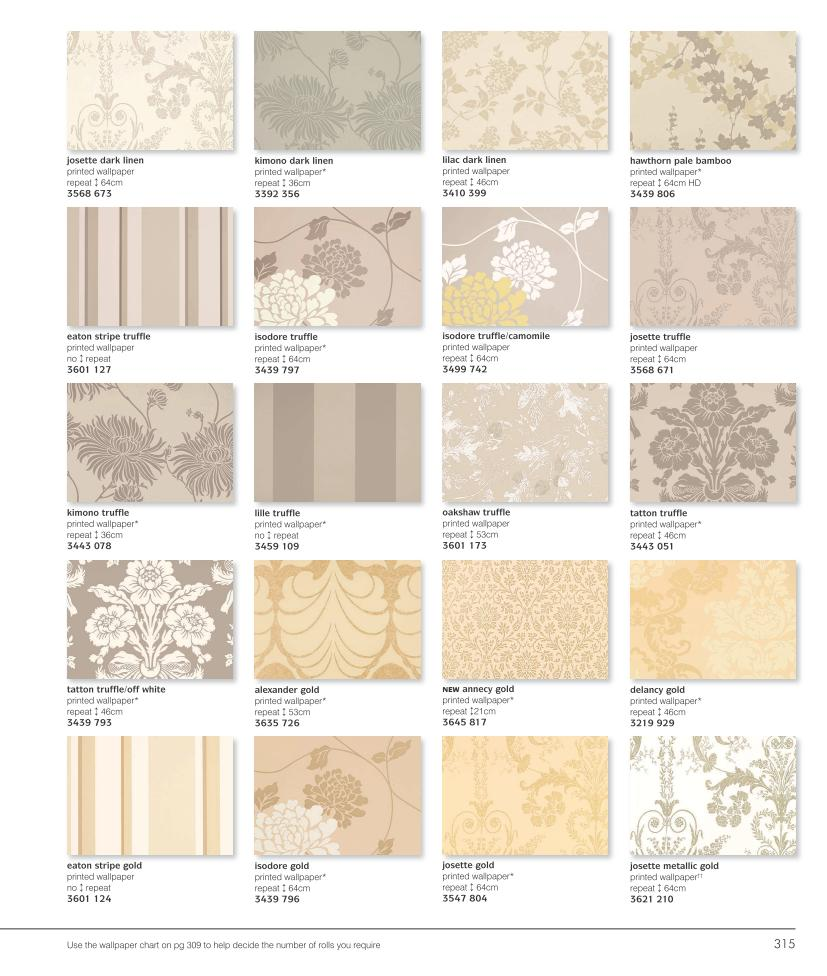 josette dark linen
printed wallpaper
repeat ↕ 64cm
3568 673
kimono dark linen
printed wallpaper*
repeat ↕ 36cm
3392 356
lilac dark linen
printed wallpaper
repeat ↕ 46cm
3410 399
hawthorn pale bamboo
printed wallpaper*
repeat ↕ 64cm HD
3439 806
eaton stripe truffle
printed wallpaper
no ↕ repeat
3601 127
isodore truffle
printed wallpaper*
repeat ↕ 64cm
3439 797
isodore truffle/camomile
printed wallpaper
repeat ↕ 64cm
3499 742
josette truffle
printed wallpaper
repeat ↕ 64cm
3568 671
kimono truffle
printed wallpaper*
repeat ↕ 36cm
3443 078
lille truffle
printed wallpaper*
no ↕ repeat
3459 109
oakshaw truffle
printed wallpaper
repeat ↕ 53cm
3601 173
tatton truffle
printed wallpaper*
repeat ↕ 46cm
3443 051
tatton truffle/off white
printed wallpaper*
repeat ↕ 46cm
3439 793
alexander gold
printed wallpaper*
repeat ↕ 53cm
3635 726
NEW annecy gold
printed wallpaper*
repeat ↕21cm
3645 817
delancy gold
printed wallpaper*
repeat ↕ 46cm
3219 929
eaton stripe gold
printed wallpaper
no ↕ repeat
3601 124
isodore gold
printed wallpaper*
repeat ↕ 64cm
3439 796
josette gold
printed wallpaper*
repeat ↕ 64cm
3547 804
josette metallic gold
printed wallpaper††
repeat ↕ 64cm
3621 210
Use the wallpaper chart on pg 309 to help decide the number of rolls you require
315